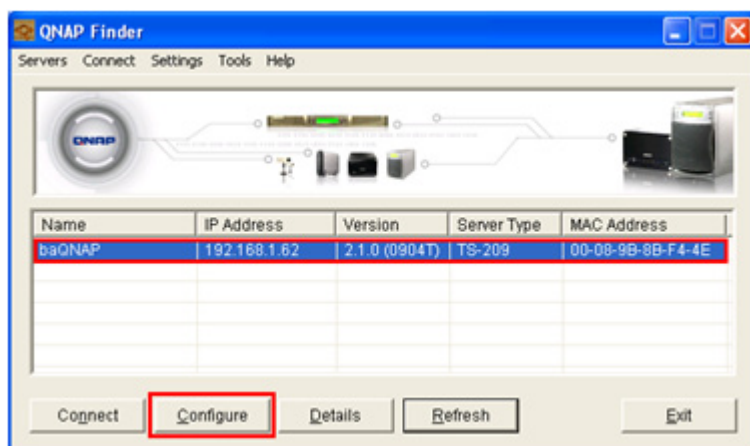 QNAP Finder
Servers Connect Settings Tools Help
QNAP
Name IP Address Version Server Type MAC Address
baQNAP 192.168.1.62 2.1.0 (0904T) TS-209 00-08-9B-8B-F4-4E
Connect Configure Details Refresh Exit